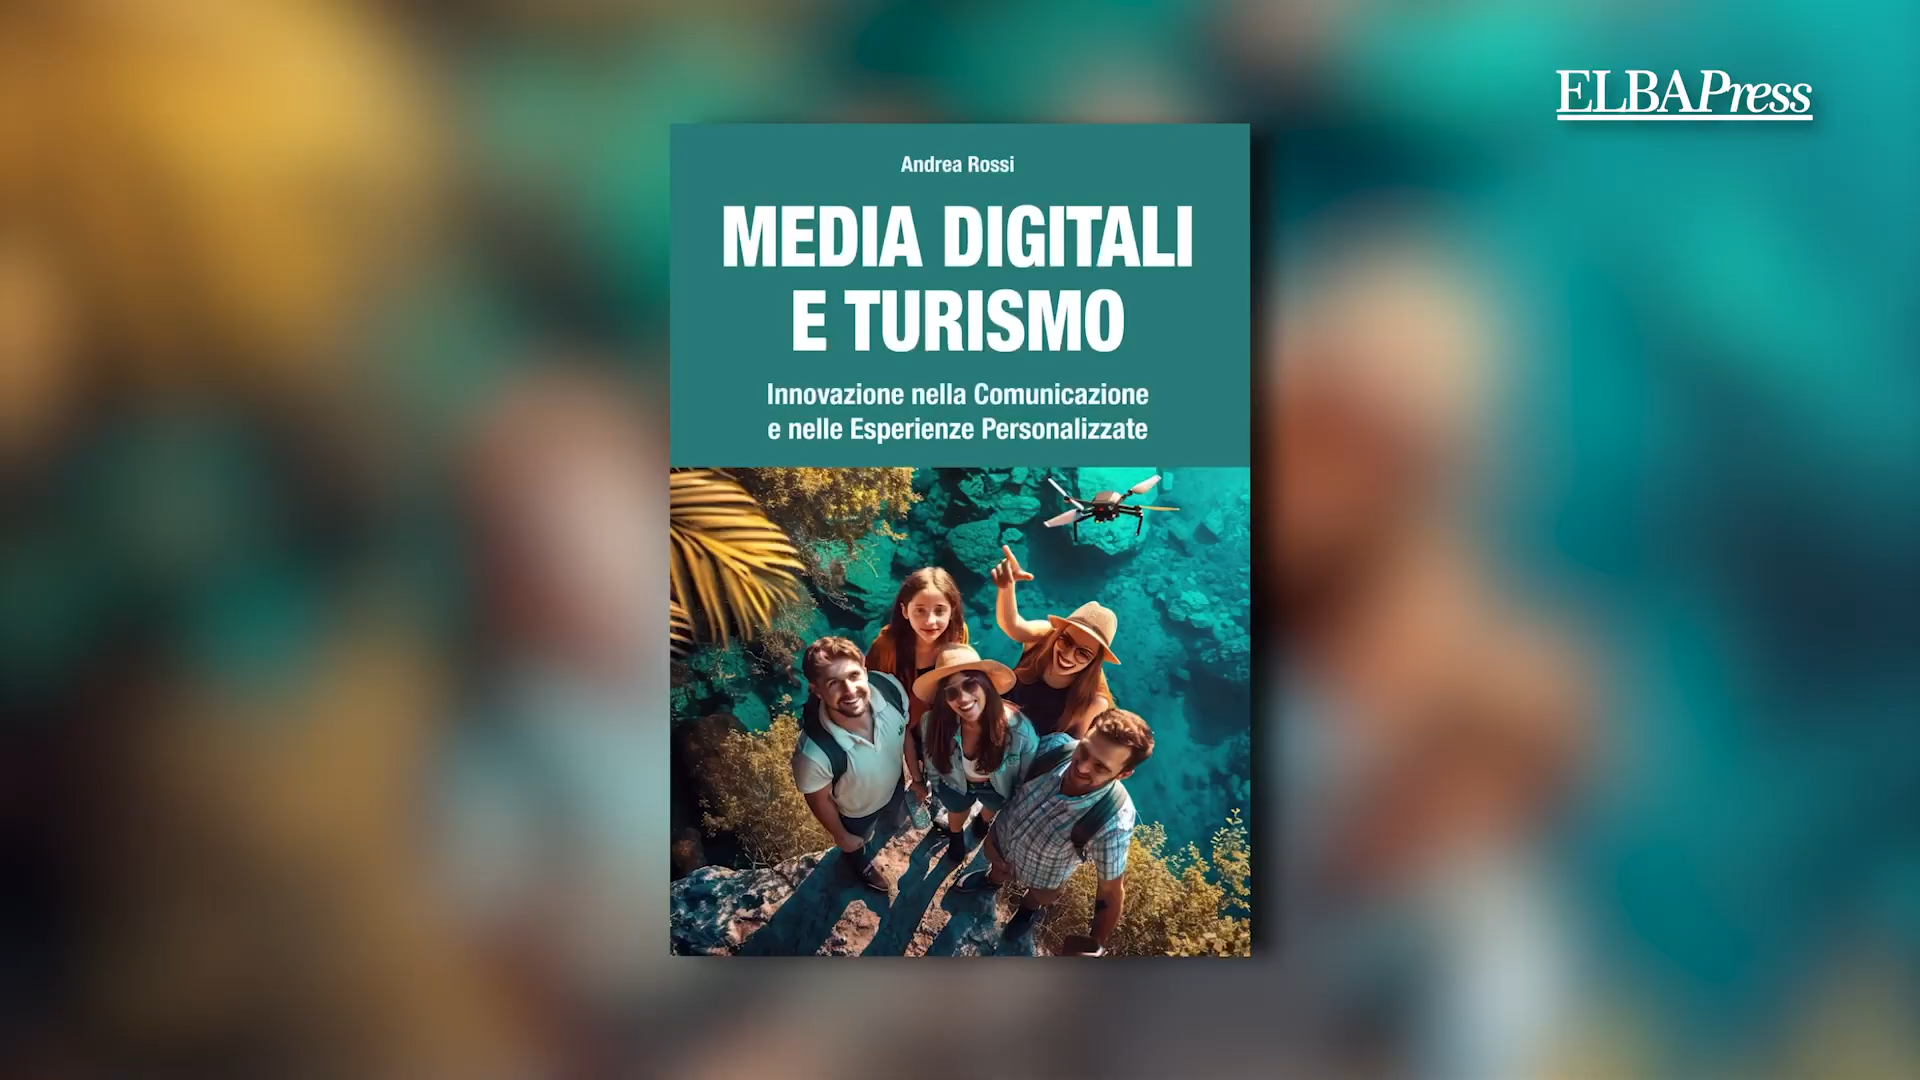 ELBAPress
Andrea Rossi
MEDIA DIGITALI
E TURISMO
Innovazione nella Comunicazione
e nelle Esperienze Personalizzate